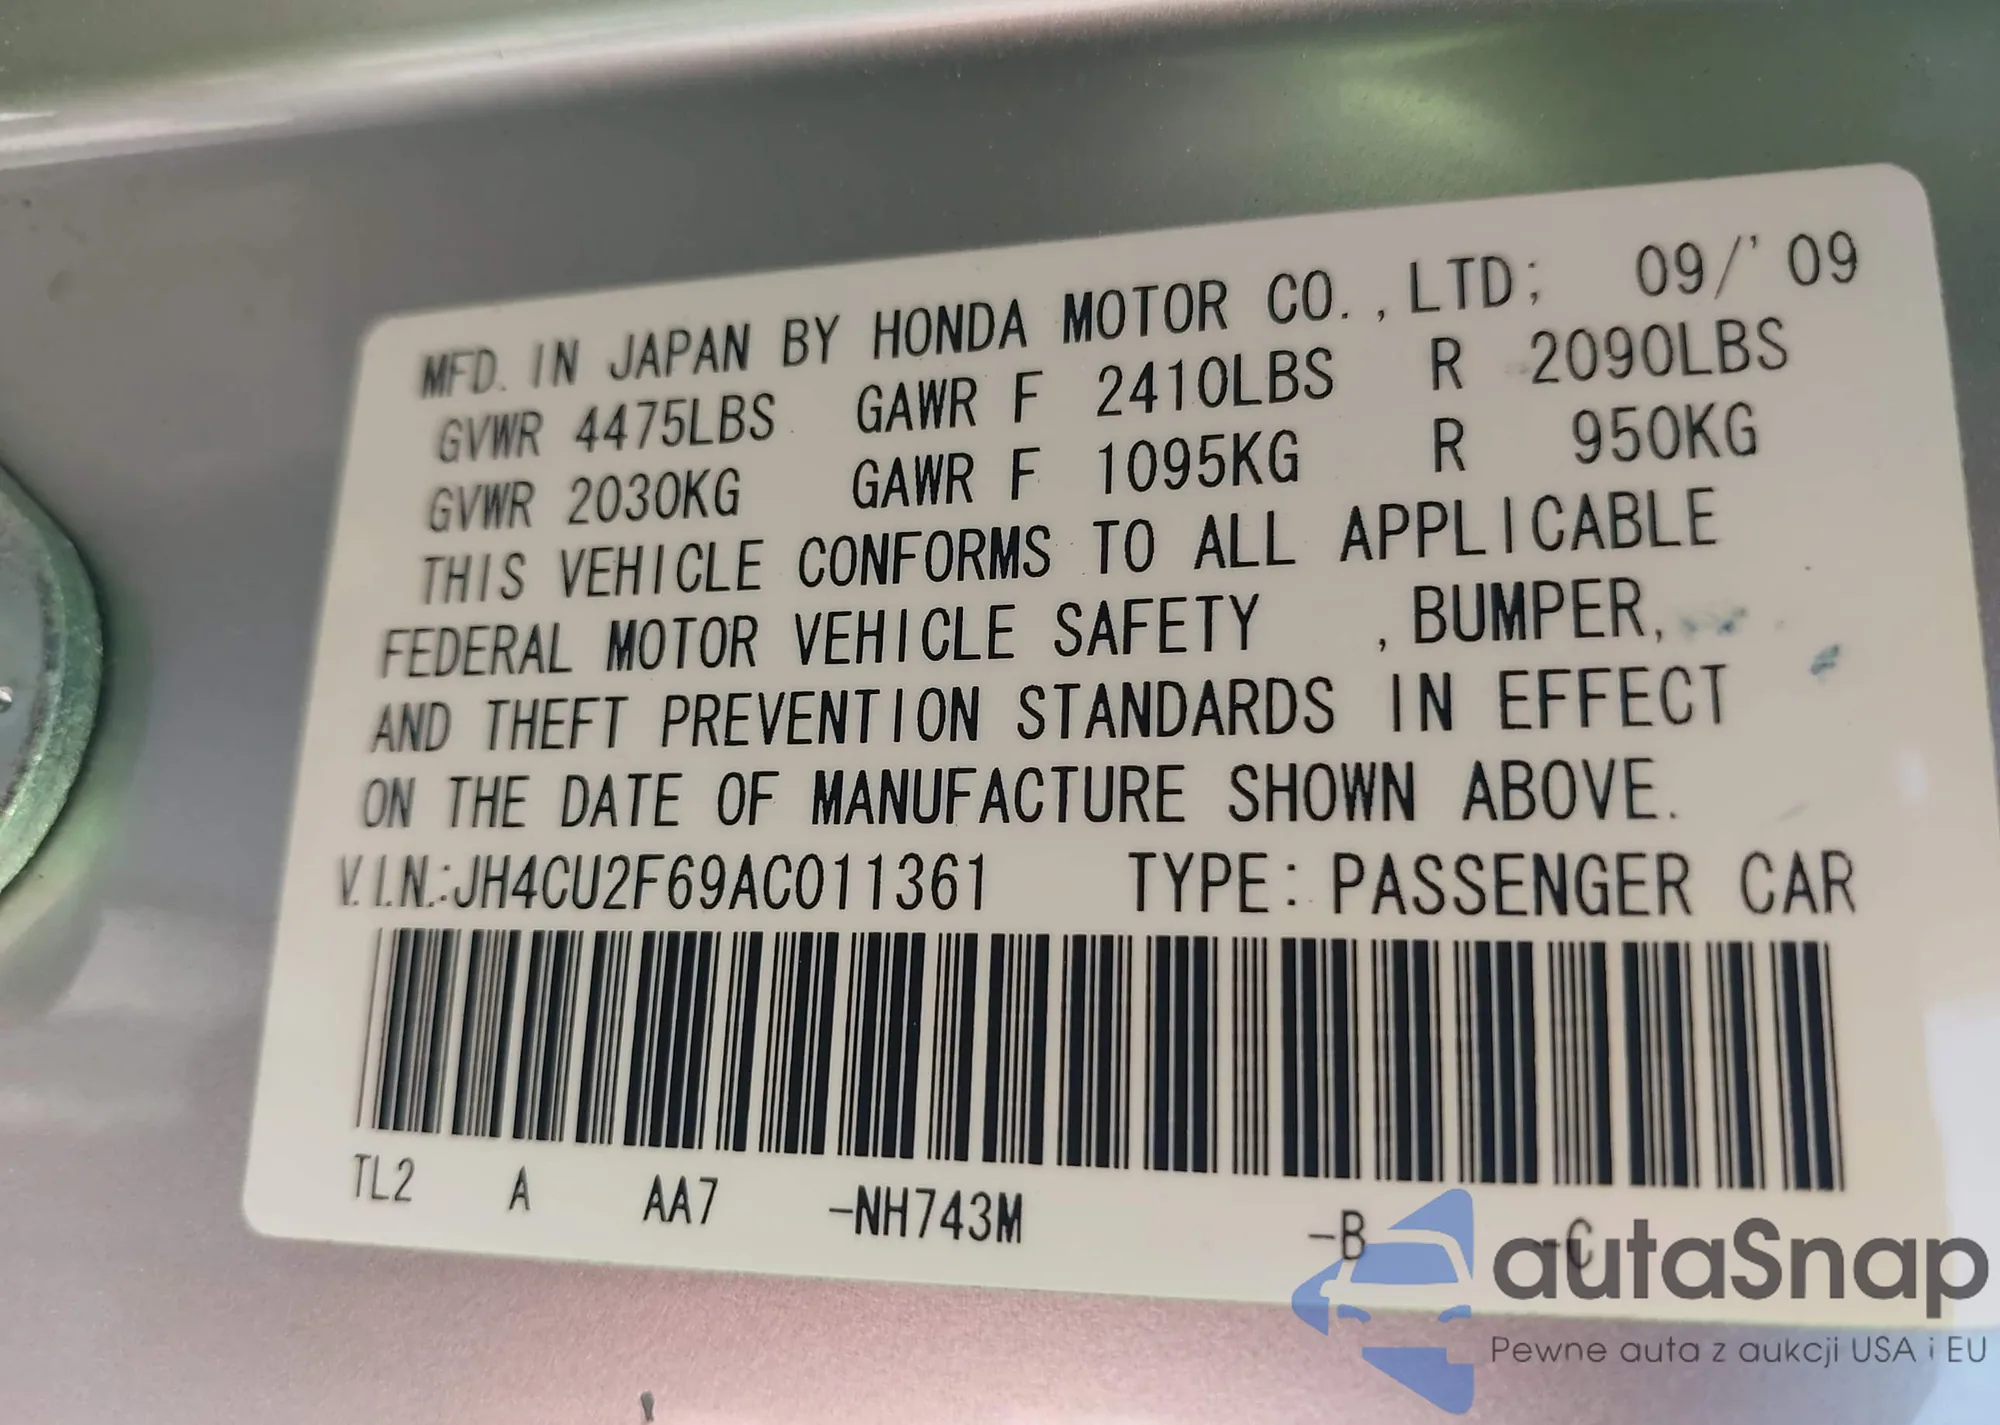 MFD. IN JAPAN BY HONDA MOTOR CO., LTD; 09/'09
GVWR 4475LBS GAWR F 2410LBS R 2090LBS
GVWR 2030KG GAWR F 1095KG R 950KG
THIS VEHICLE CONFORMS TO ALL APPLICABLE
FEDERAL MOTOR VEHICLE SAFETY , BUMPER,
AND THEFT PREVENTION STANDARDS IN EFFECT
ON THE DATE OF MANUFACTURE SHOWN ABOVE.
V.I.N.:JH4CU2F69AC011361 TYPE: PASSENGER CAR
TL2 A AA7 -NH743M -B -C
autaSnap
Pewne auta z aukcji USA i EU